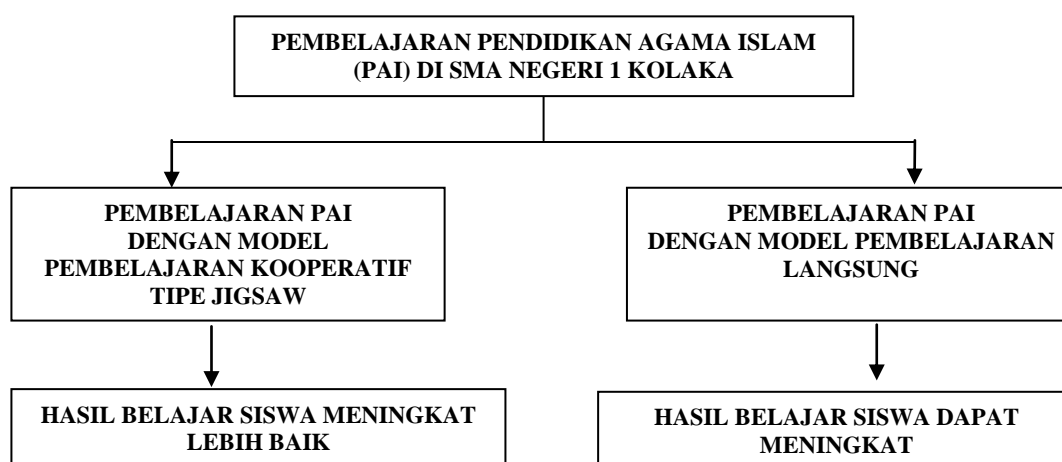 PEMBELAJARAN PENDIDIKAN AGAMA ISLAM
(PAI) DI SMA NEGERI 1 KOLAKA
PEMBELAJARAN PAI
DENGAN MODEL
PEMBELAJARAN KOOPERATIF
TIPE JIGSAW
PEMBELAJARAN PAI
DENGAN MODEL PEMBELAJARAN
LANGSUNG
HASIL BELAJAR SISWA MENINGKAT
LEBIH BAIK
HASIL BELAJAR SISWA DAPAT
MENINGKAT